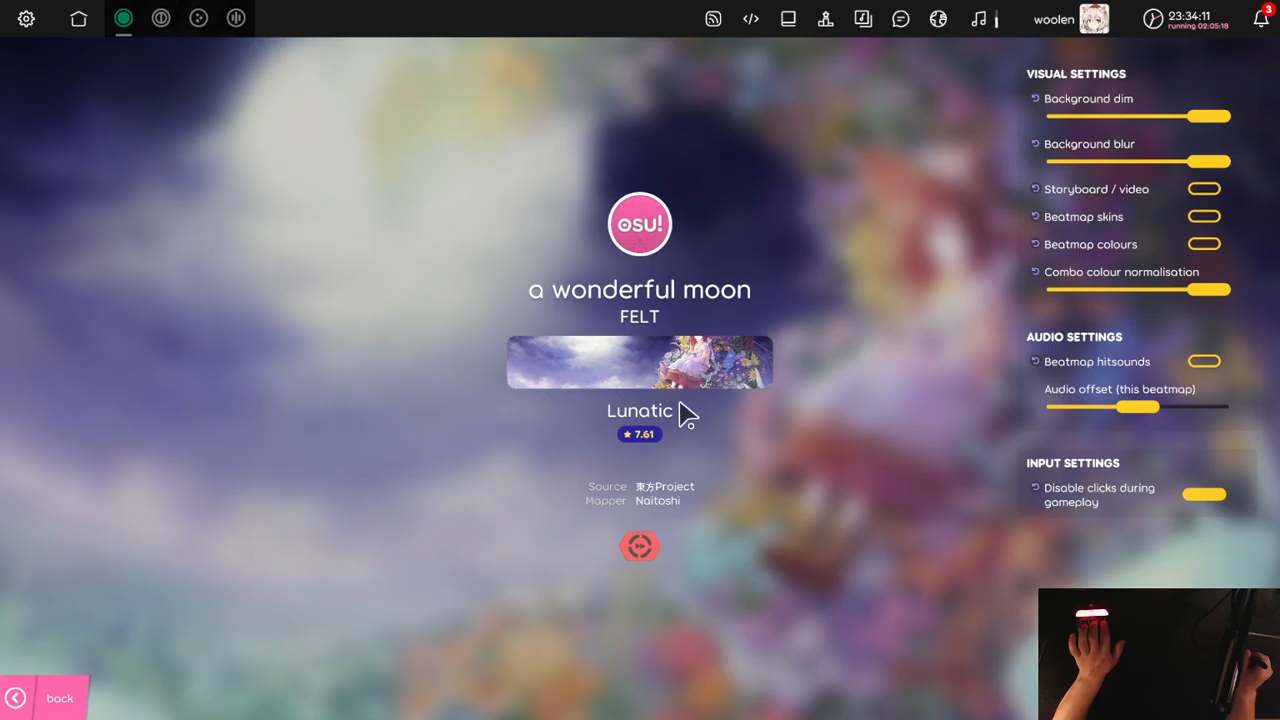 woolen
23:34:11
running 02:05:18
3
VISUAL SETTINGS
Background dim
Background blur
Storyboard / video
Beatmap skins
Beatmap colours
Combo colour normalisation
AUDIO SETTINGS
Beatmap hitsounds
Audio offset (this beatmap)
INPUT SETTINGS
Disable clicks during
gameplay
osu!
a wonderful moon
FELT
Lunatic
7.61
Source 東方Project
Mapper Naitoshi
back